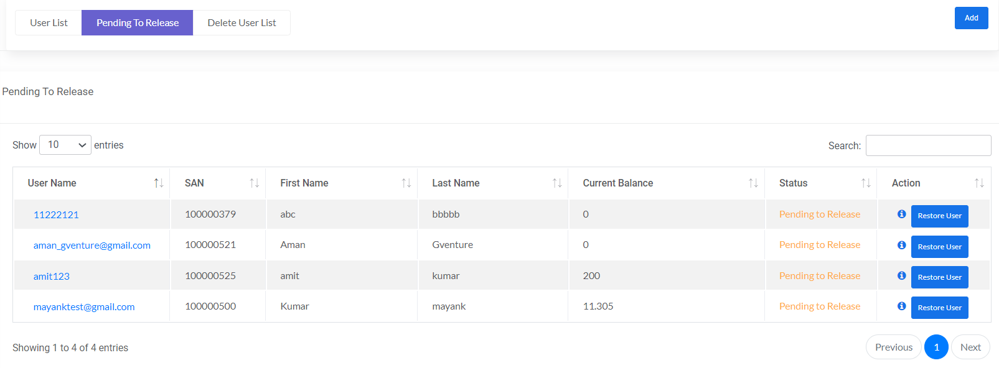 User List Pending To Release Delete User List Add
Pending To Release
Show 10 entries Search:
User Name SAN First Name Last Name Current Balance Status Action
11222121 100000379 abc bbbbb 0 Pending to Release Restore User
aman_gventure@gmail.com 100000521 Aman Gventure 0 Pending to Release Restore User
amit123 100000525 amit kumar 200 Pending to Release Restore User
mayanktest@gmail.com 100000500 Kumar mayank 11.305 Pending to Release Restore User
Showing 1 to 4 of 4 entries Previous 1 Next